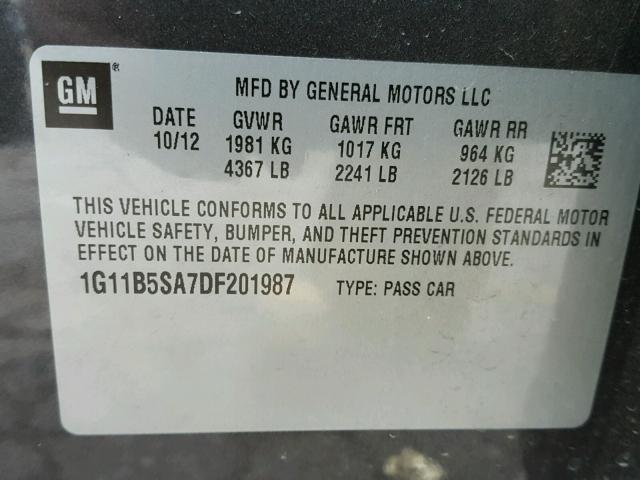 GM®
MFD BY GENERAL MOTORS LLC
DATE GVWR GAWR FRT GAWR RR
10/12 1981 KG 1017 KG 964 KG
4367 LB 2241 LB 2126 LB
THIS VEHICLE CONFORMS TO ALL APPLICABLE U.S. FEDERAL MOTOR
VEHICLE SAFETY, BUMPER, AND THEFT PREVENTION STANDARDS IN
EFFECT ON THE DATE OF MANUFACTURE SHOWN ABOVE.
1G11B5SA7DF201987 TYPE: PASS CAR